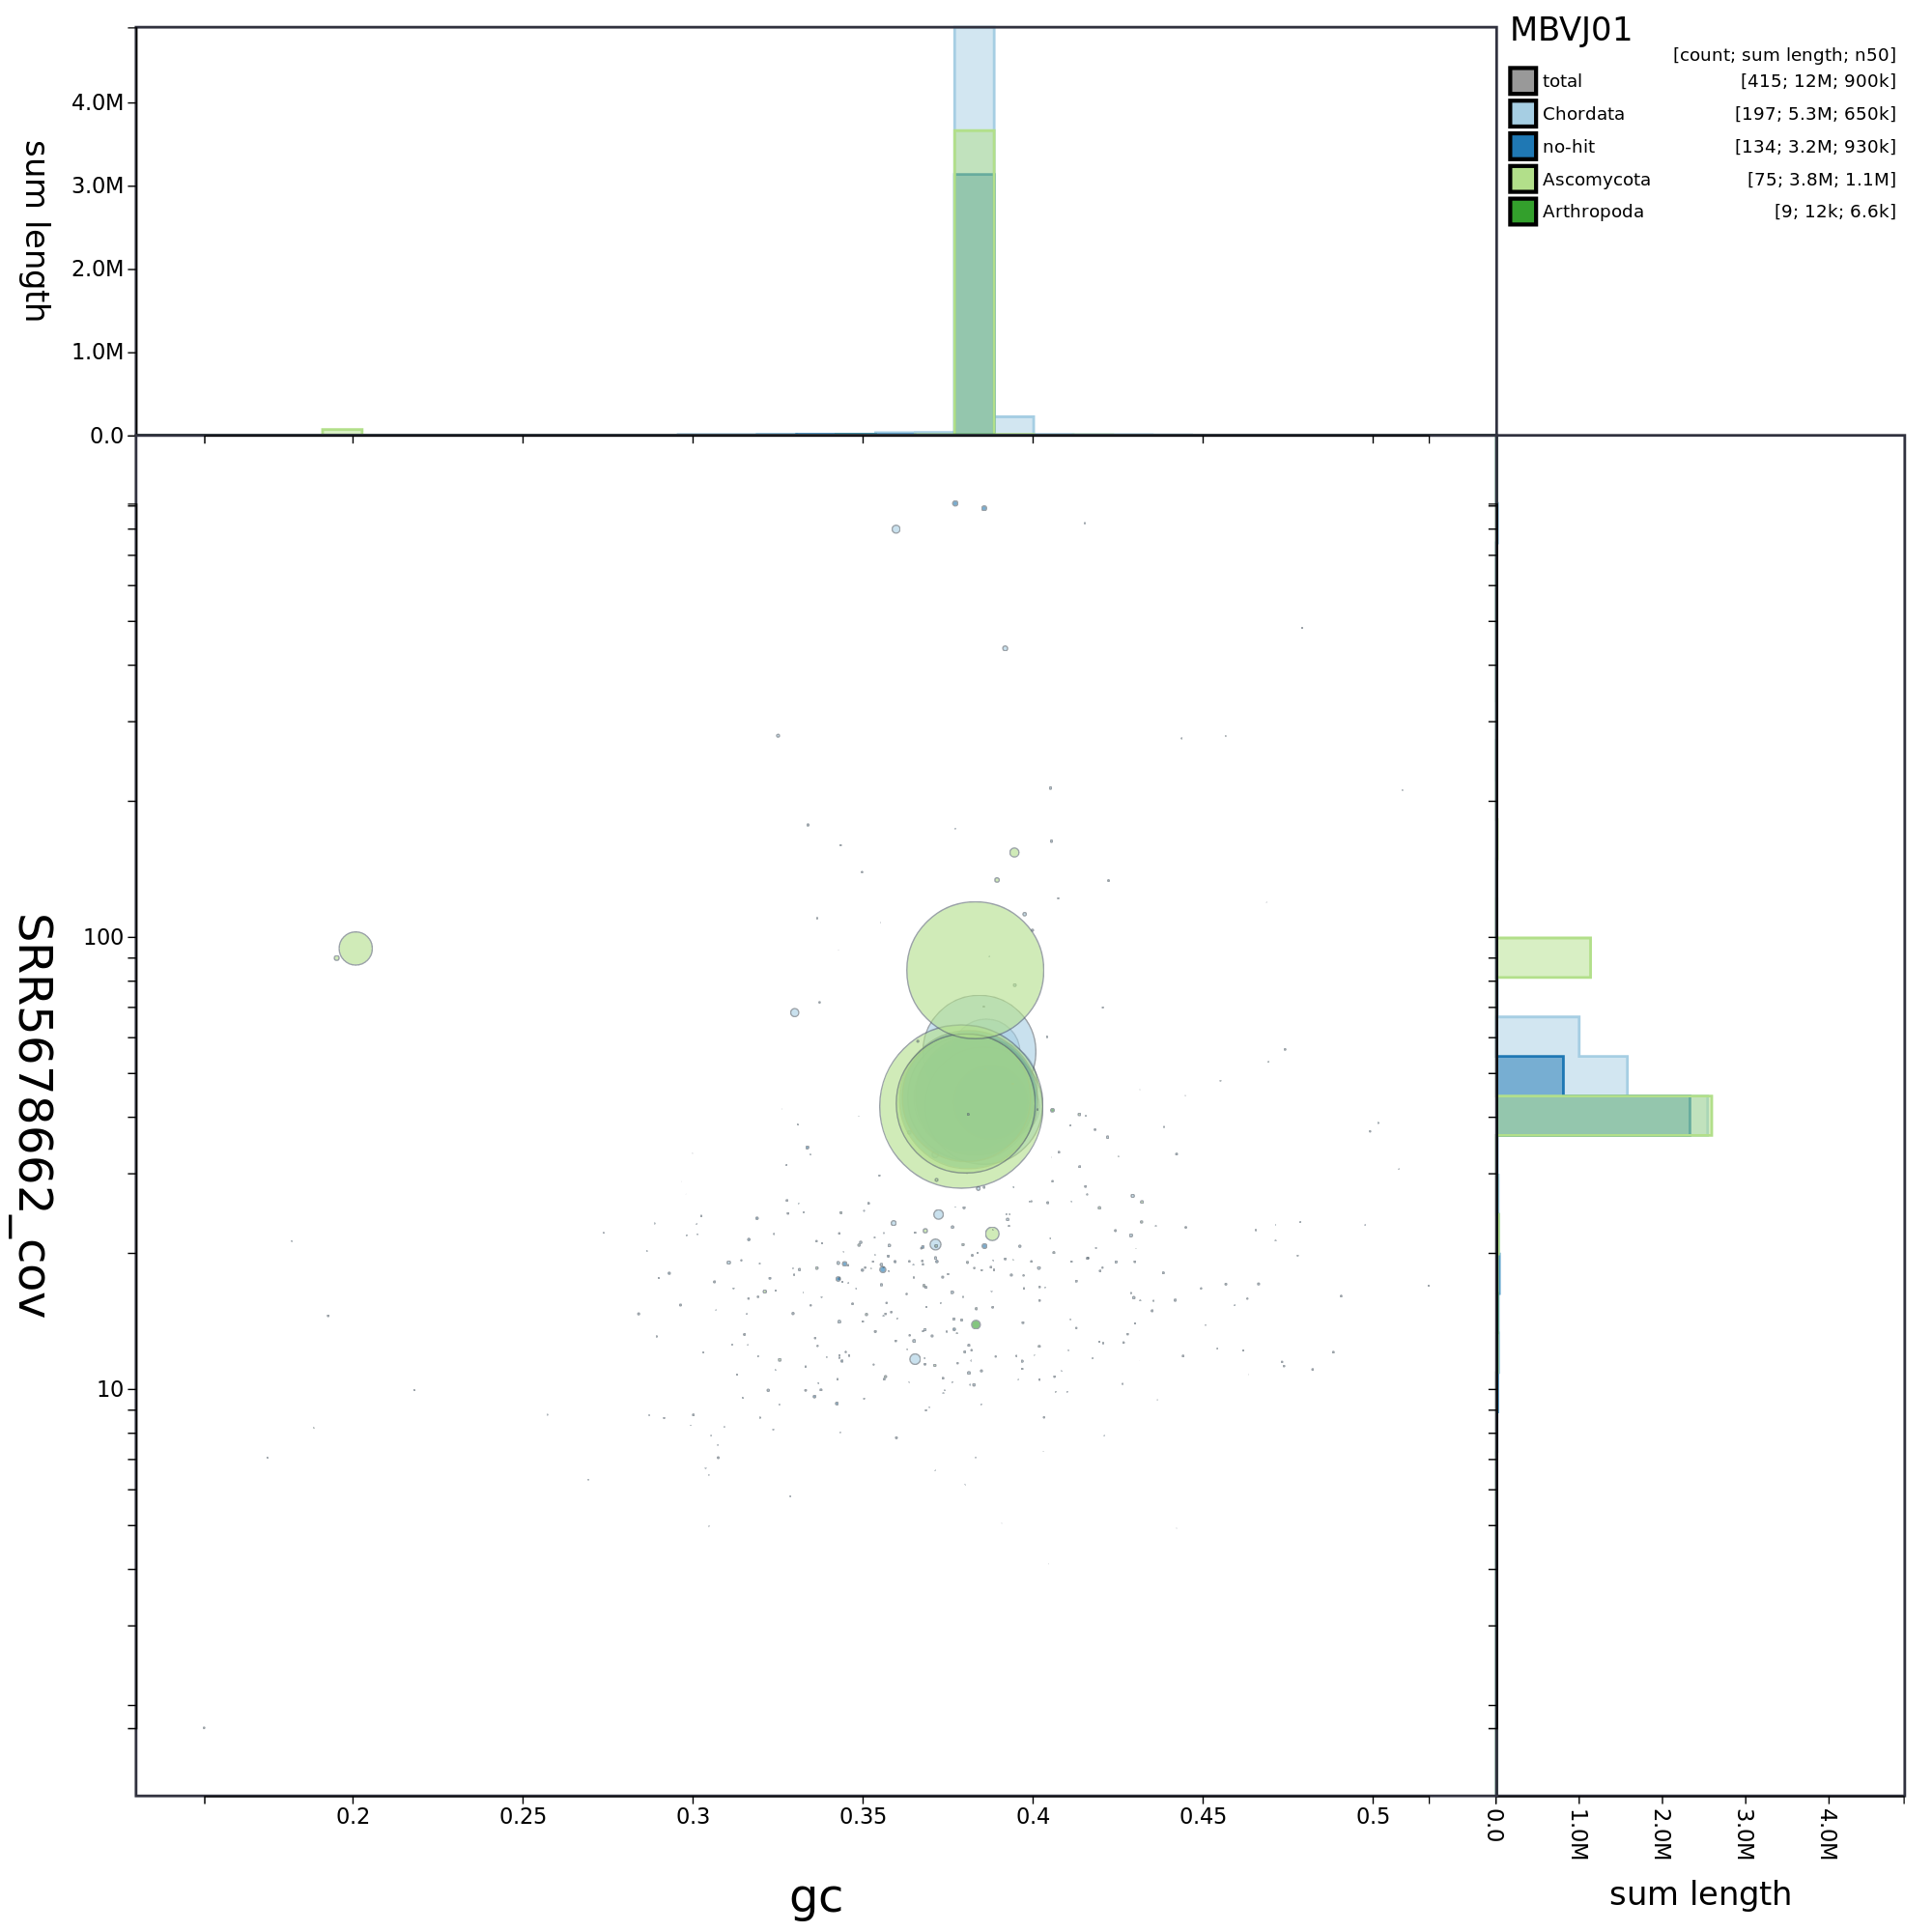 MBVJ01
[count; sum length; n50]
total [415; 12M; 900k]
Chordata [197; 5.3M; 650k]
no-hit [134; 3.2M; 930k]
Ascomycota [75; 3.8M; 1.1M]
Arthropoda [9; 12k; 6.6k]
sum length
4.0M
3.0M
2.0M
1.0M
0.0
SRR5678662_cov
100
10
0.2 0.25 0.3 0.35 0.4 0.45 0.5
gc
0.0 1.0M 2.0M 3.0M 4.0M
sum length